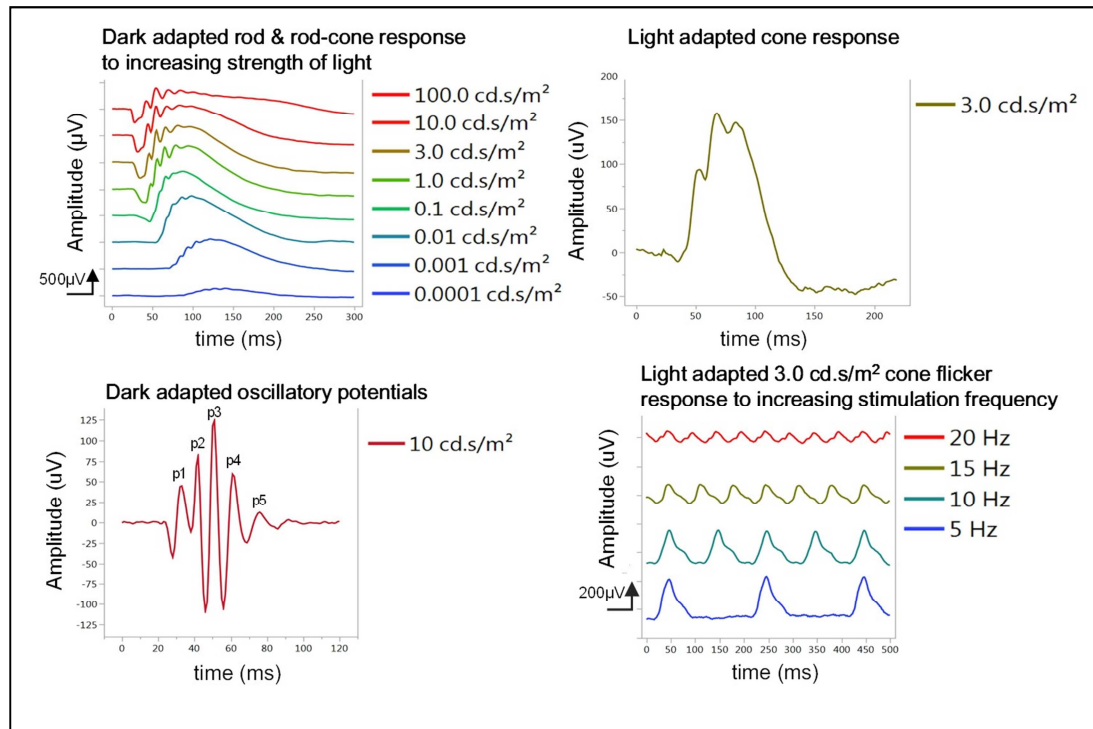 Dark adapted rod & rod-cone response
to increasing strength of light
Amplitude (µV)
500µV
100.0 cd.s/m²
10.0 cd.s/m²
3.0 cd.s/m²
1.0 cd.s/m²
0.1 cd.s/m²
0.01 cd.s/m²
0.001 cd.s/m²
0.0001 cd.s/m²
0 50 100 150 200 250 300
time (ms)
Light adapted cone response
Amplitude (uV)
200
150
100
50
0
-50
3.0 cd.s/m²
0 50 100 150 200
time (ms)
Dark adapted oscillatory potentials
Amplitude (uV)
125
100
75
50
25
0
-25
-50
-75
-100
-125
p1
p2
p3
p4
p5
10 cd.s/m²
0 20 40 60 80 100 120
time (ms)
Light adapted 3.0 cd.s/m² cone flicker
response to increasing stimulation frequency
Amplitude (uV)
200µV
20 Hz
15 Hz
10 Hz
5 Hz
0 50 100 150 200 250 300 350 400 450 500
time (ms)